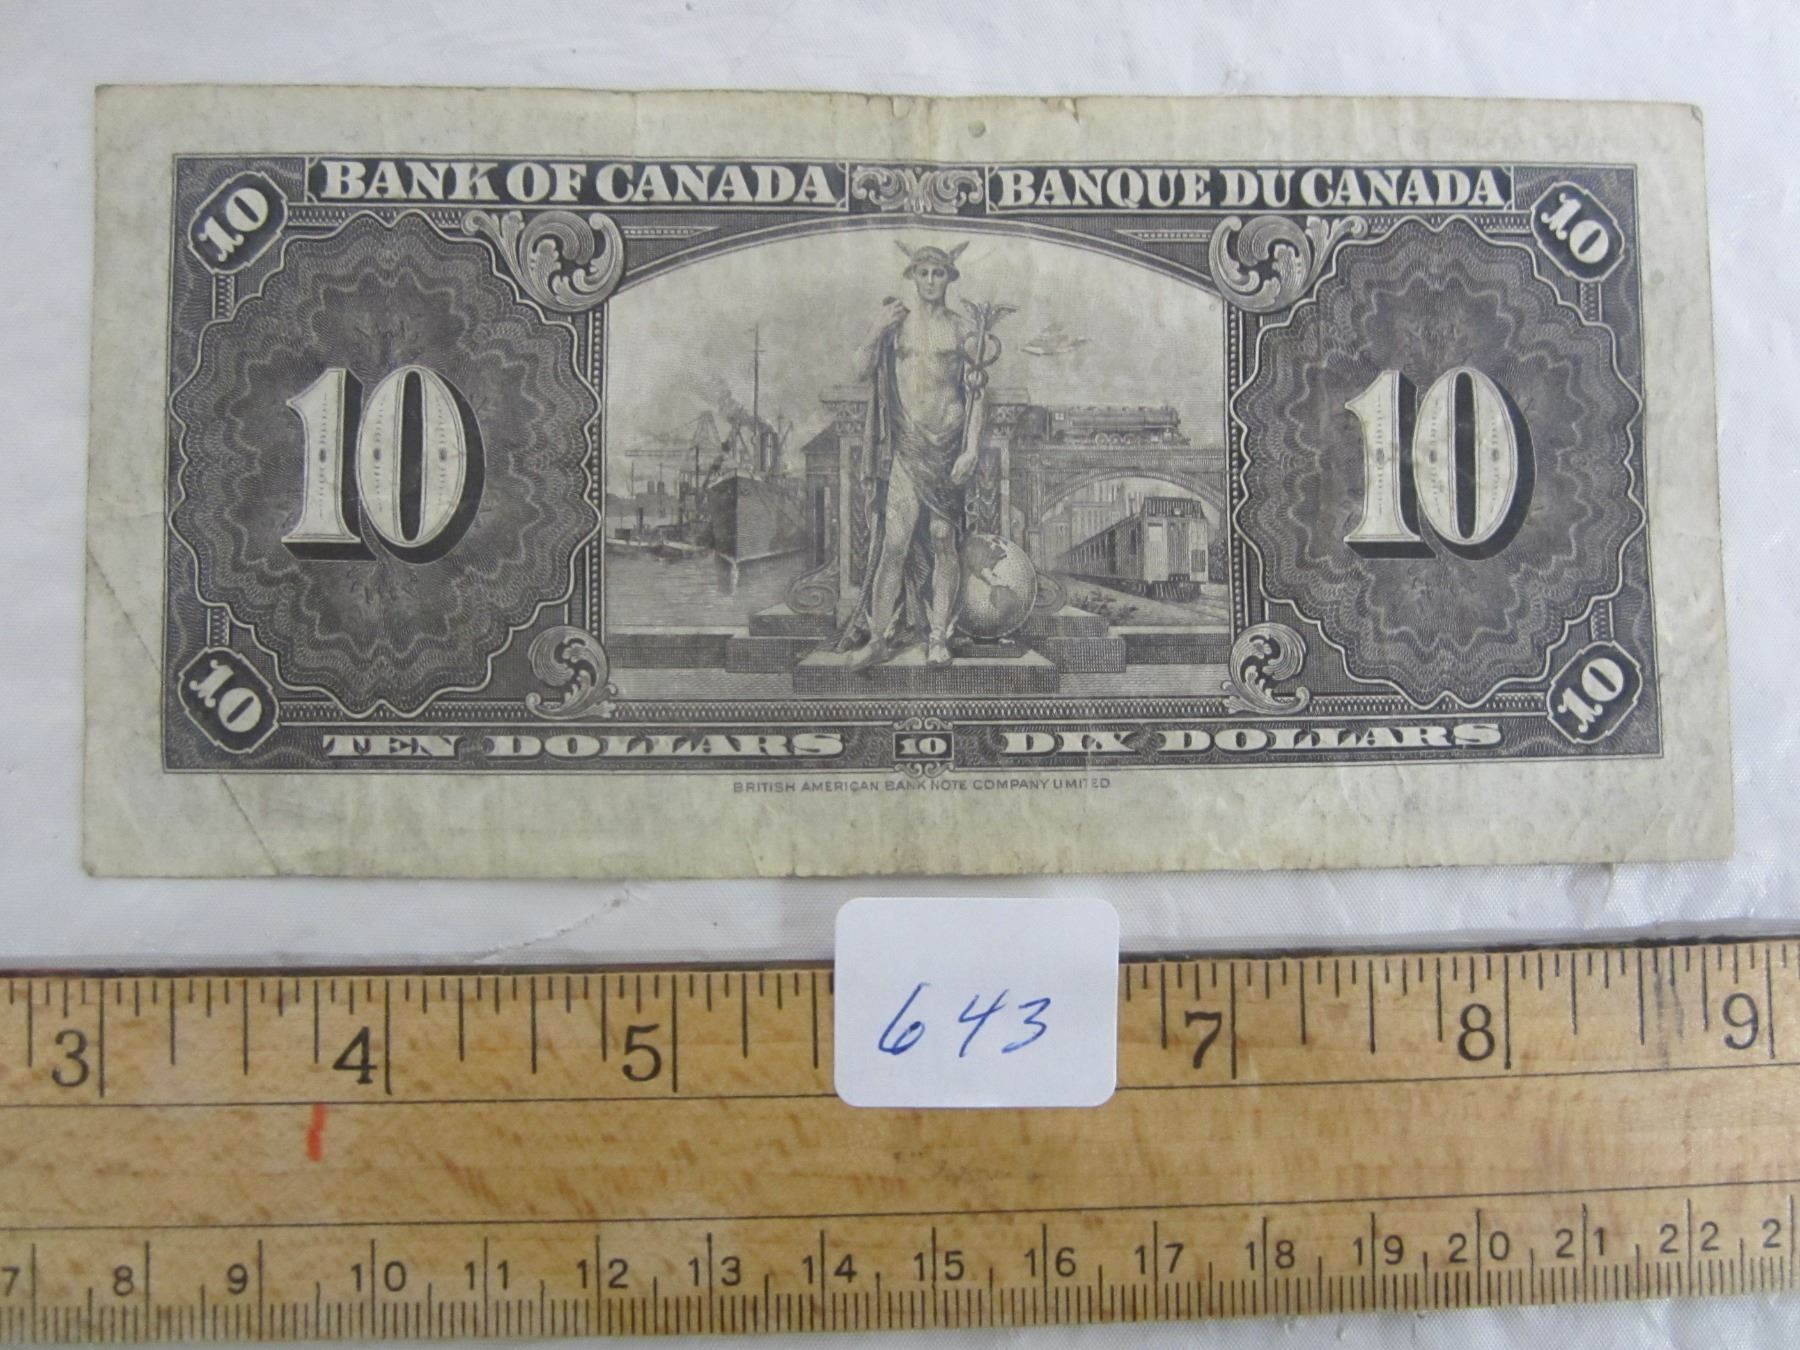 BANK OF CANADA BANQUE DU CANADA
10 10
10 10
10 10
TEN DOLLARS 10 DIX DOLLARS
BRITISH AMERICAN BANK NOTE COMPANY LIMITED
643
3 4 5 7 8 9
7 8 9 10 11 12 13 14 15 16 17 18 19 20 21 22 2